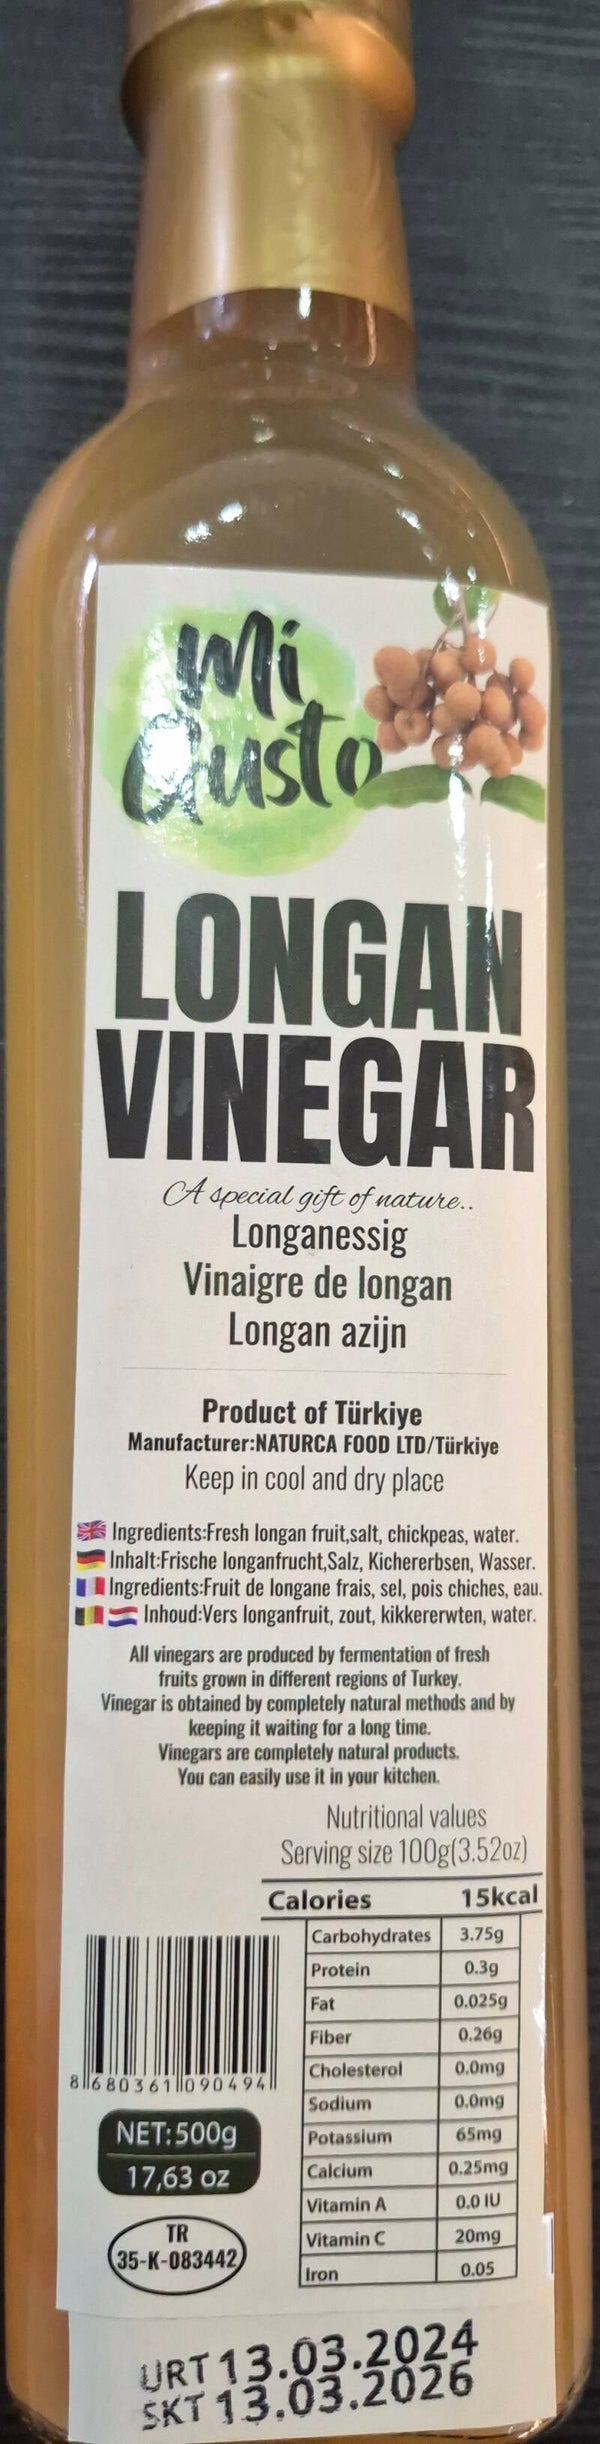 Mi
Gusto
LONGAN
VINEGAR
A special gift of nature..
Longanessig
Vinaigre de longan
Longan azijn
Product of Türkiye
Manufacturer:NATURCA FOOD LTD/Türkiye
Keep in cool and dry place
Ingredients:Fresh longan fruit,salt, chickpeas, water.
Inhalt:Frische longanfrucht,Salz, Kichererbsen, Wasser.
Ingredients:Fruit de longane frais, sel, pois chiches, eau.
Inhoud:Vers longanfruit, zout, kikkererwten, water.
All vinegars are produced by fermentation of fresh
fruits grown in different regions of Turkey.
Vinegar is obtained by completely natural methods and by
keeping it waiting for a long time.
Vinegars are completely natural products.
You can easily use it in your kitchen.
Nutritional values
Serving size 100g(3.52oz)
Calories 15kcal
Carbohydrates 3.75g
Protein 0.3g
Fat 0.025g
Fiber 0.26g
Cholesterol 0.0mg
Sodium 0.0mg
Potassium 65mg
Calcium 0.25mg
Vitamin A 0.0 IU
Vitamin C 20mg
Iron 0.05
8 680361 090494
NET:500g
17,63 oz
TR
35-K-083442
URT 13.03.2024
SKT 13.03.2026